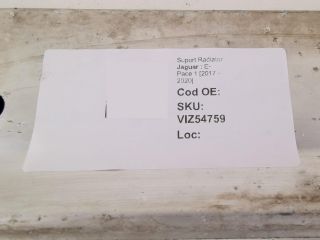 Suport Radiator
Jaguar : E-
Pace 1 [2017 -
2020]
Cod OE:
SKU:
VIZ54759
Loc: